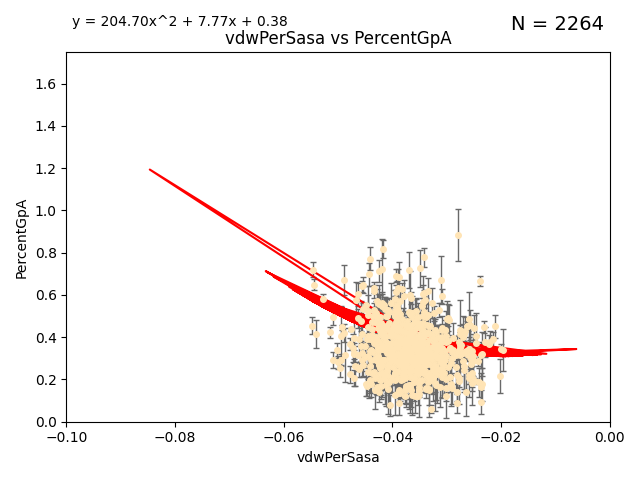 y = 204.70x^2 + 7.77x + 0.38
N = 2264
vdwPerSasa vs PercentGpA
PercentGpA
1.6
1.4
1.2
1.0
0.8
0.6
0.4
0.2
0.0
−0.10 −0.08 −0.06 −0.04 −0.02 0.00
vdwPerSasa